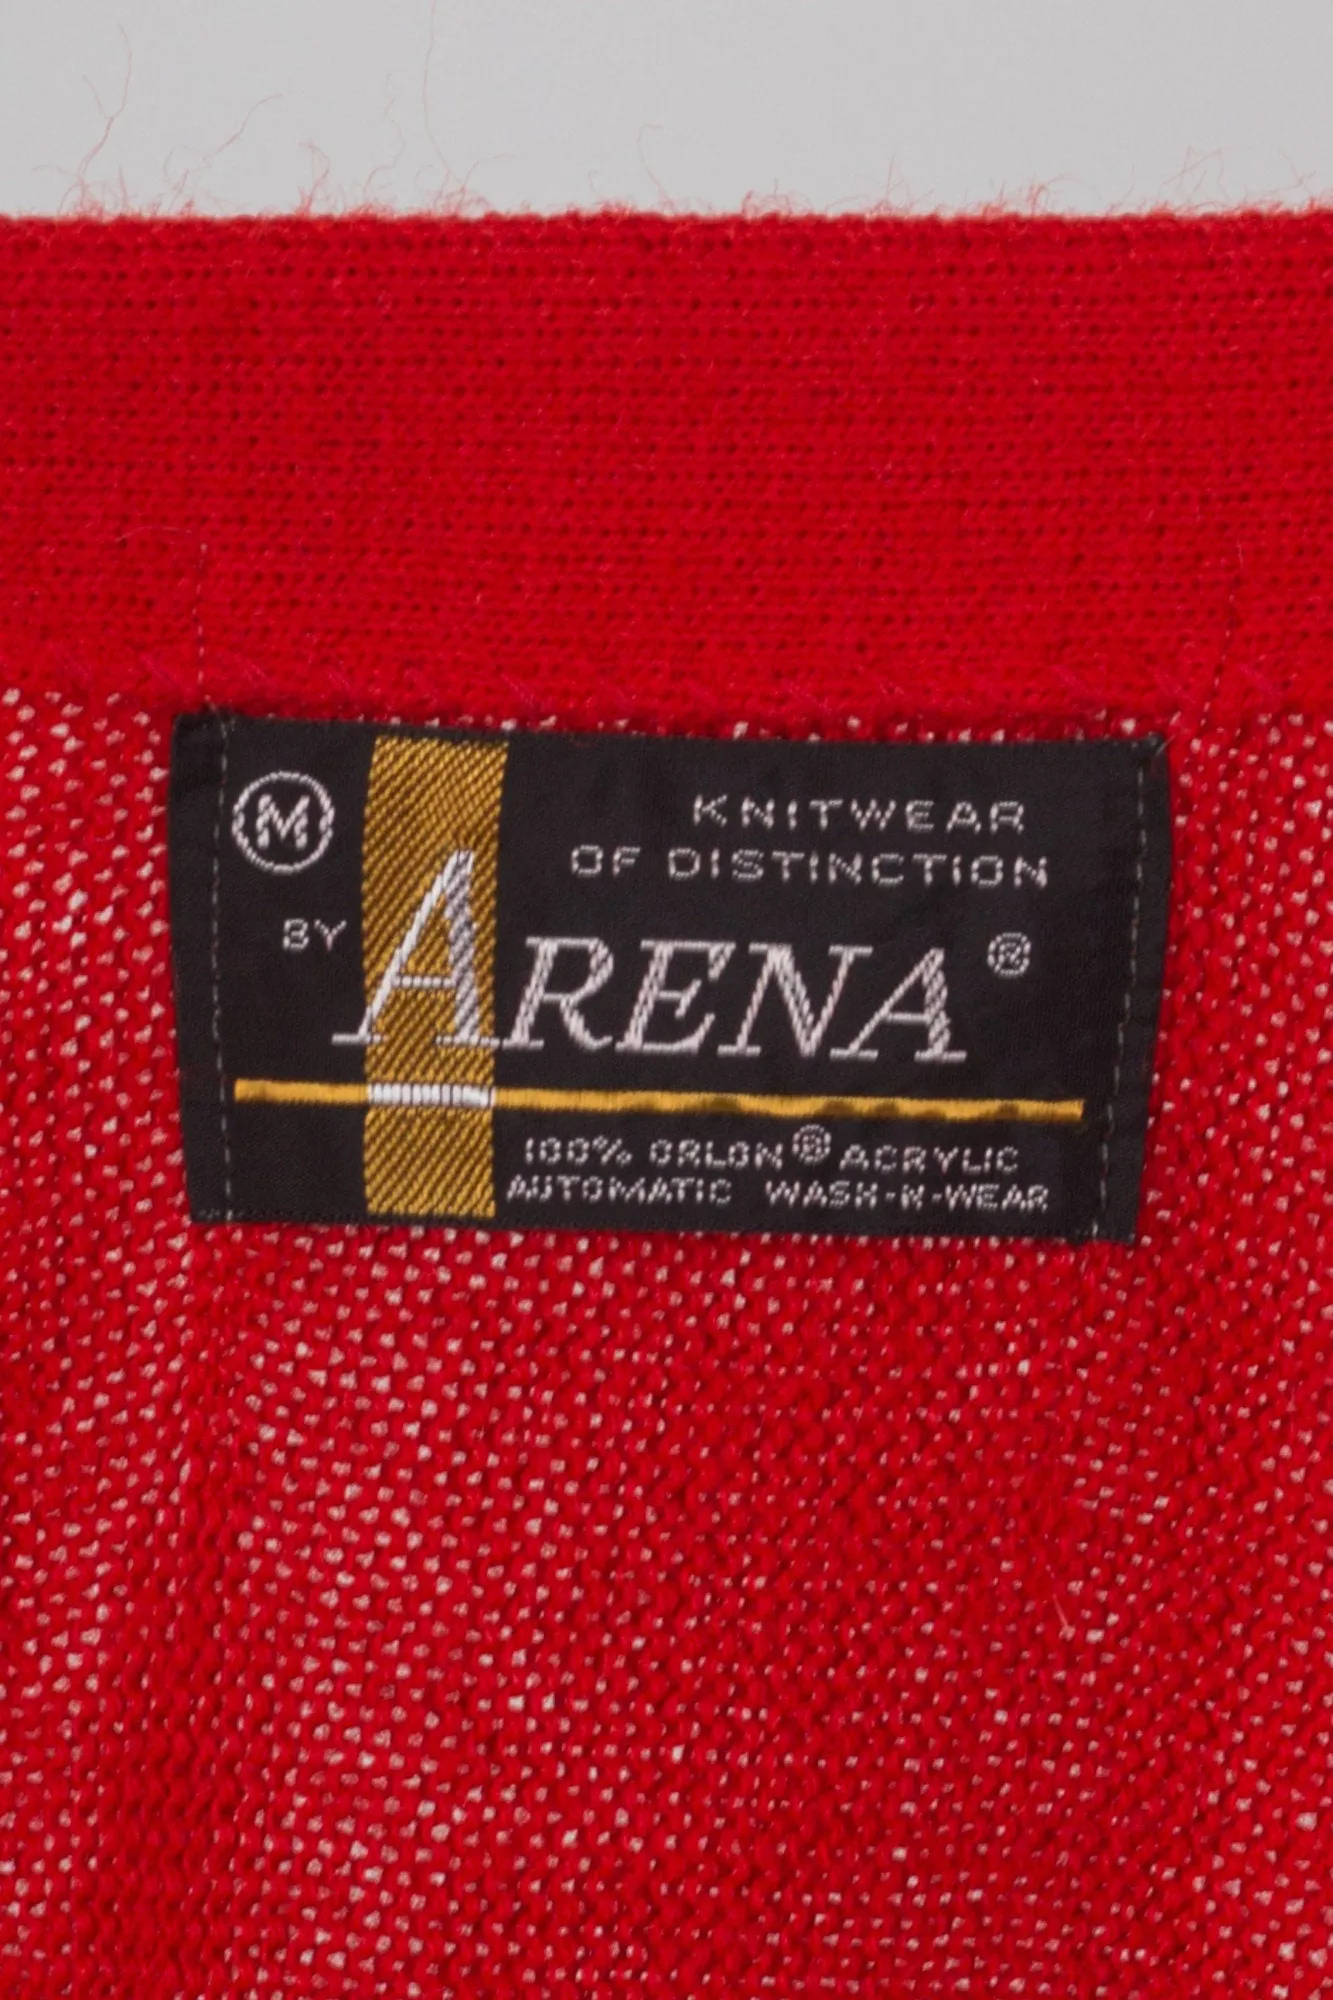 M
KNITWEAR
OF DISTINCTION
BY ARENA ®
100% ORLON ® ACRYLIC
AUTOMATIC WASH-N-WEAR